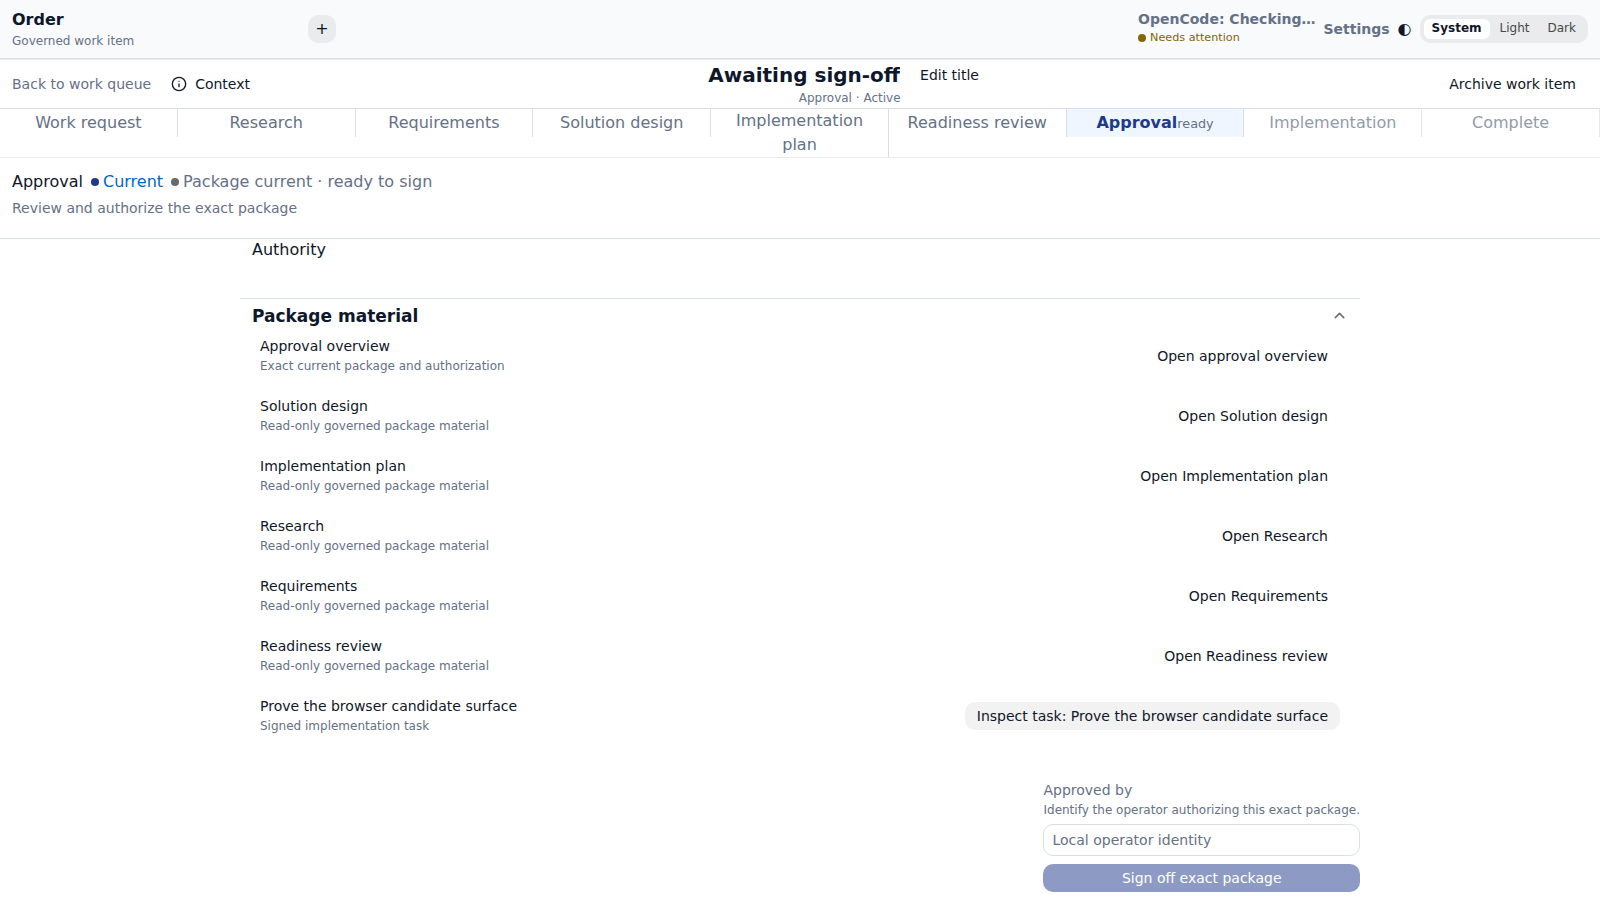 Order
Governed work item
+
OpenCode: Checking…
Needs attention
Settings
System Light Dark
Back to work queue
Context
Awaiting sign-off
Edit title
Approval · Active
Archive work item
Work request
Research
Requirements
Solution design
Implementation
plan
Readiness review
Approval ready
Implementation
Complete
Approval Current Package current · ready to sign
Review and authorize the exact package
Authority
Package material
Approval overview
Exact current package and authorization
Open approval overview
Solution design
Read-only governed package material
Open Solution design
Implementation plan
Read-only governed package material
Open Implementation plan
Research
Read-only governed package material
Open Research
Requirements
Read-only governed package material
Open Requirements
Readiness review
Read-only governed package material
Open Readiness review
Prove the browser candidate surface
Signed implementation task
Inspect task: Prove the browser candidate surface
Approved by
Identify the operator authorizing this exact package.
Local operator identity
Sign off exact package